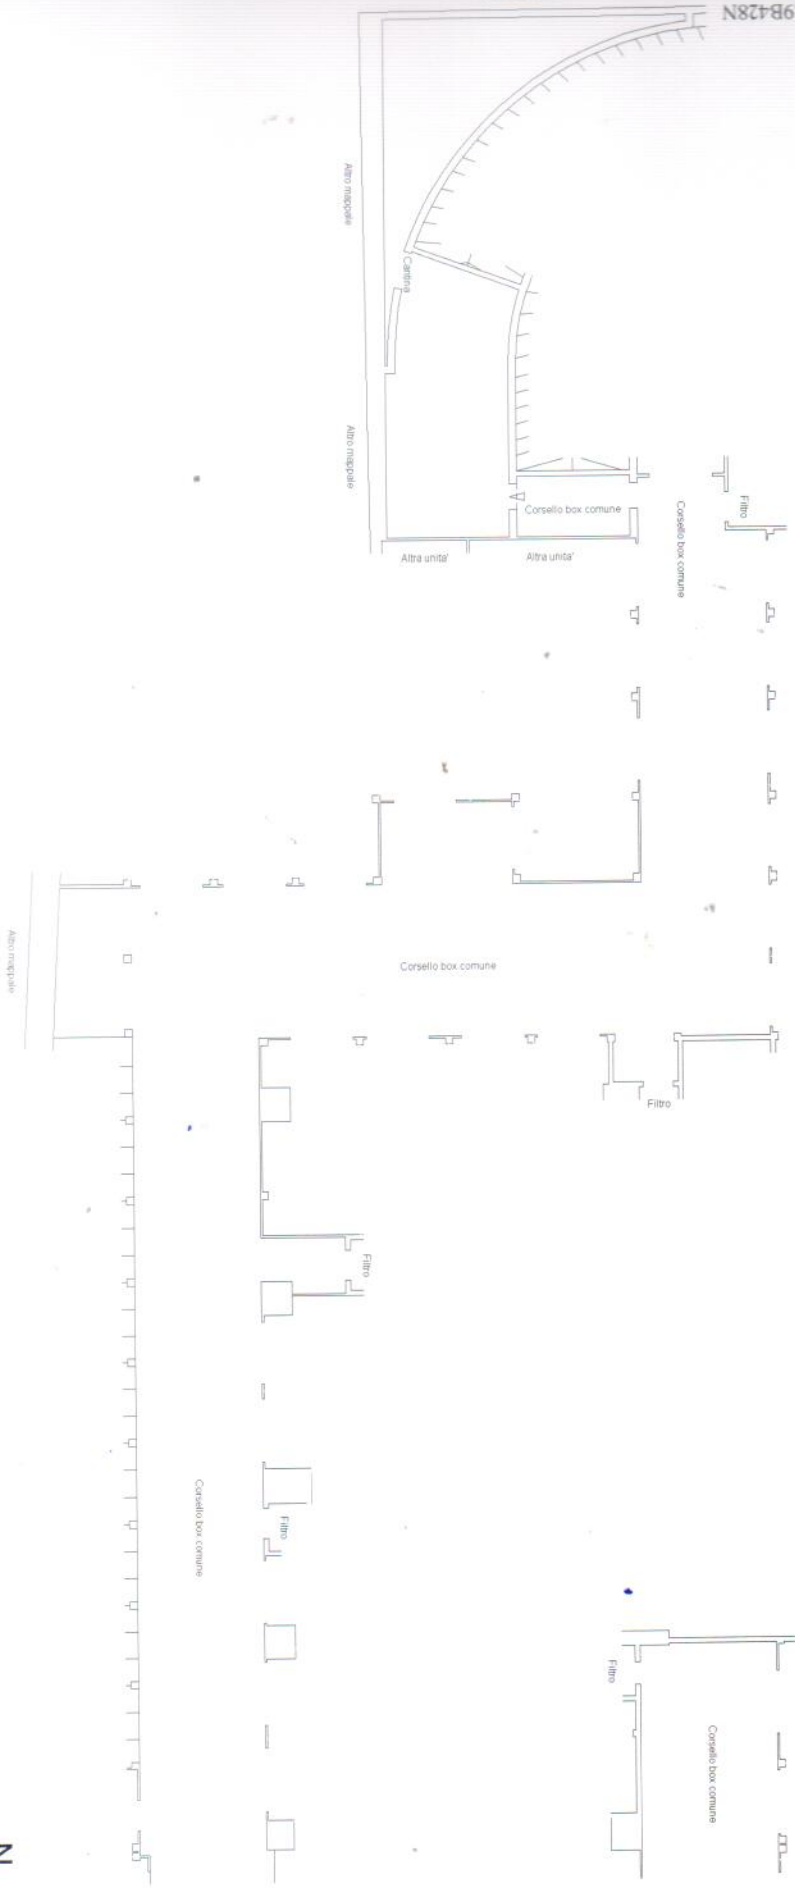 9B428N
Altro mappale
Cantina
Altro mappale
Filtro
Corsello box comune
Corsello box comune
Altra unita'
Altra unita'
Corsello box comune
Altro mappale
Filtro
Filtro
Corsello box comune
Filtro
Filtro
Corsello box comune
N